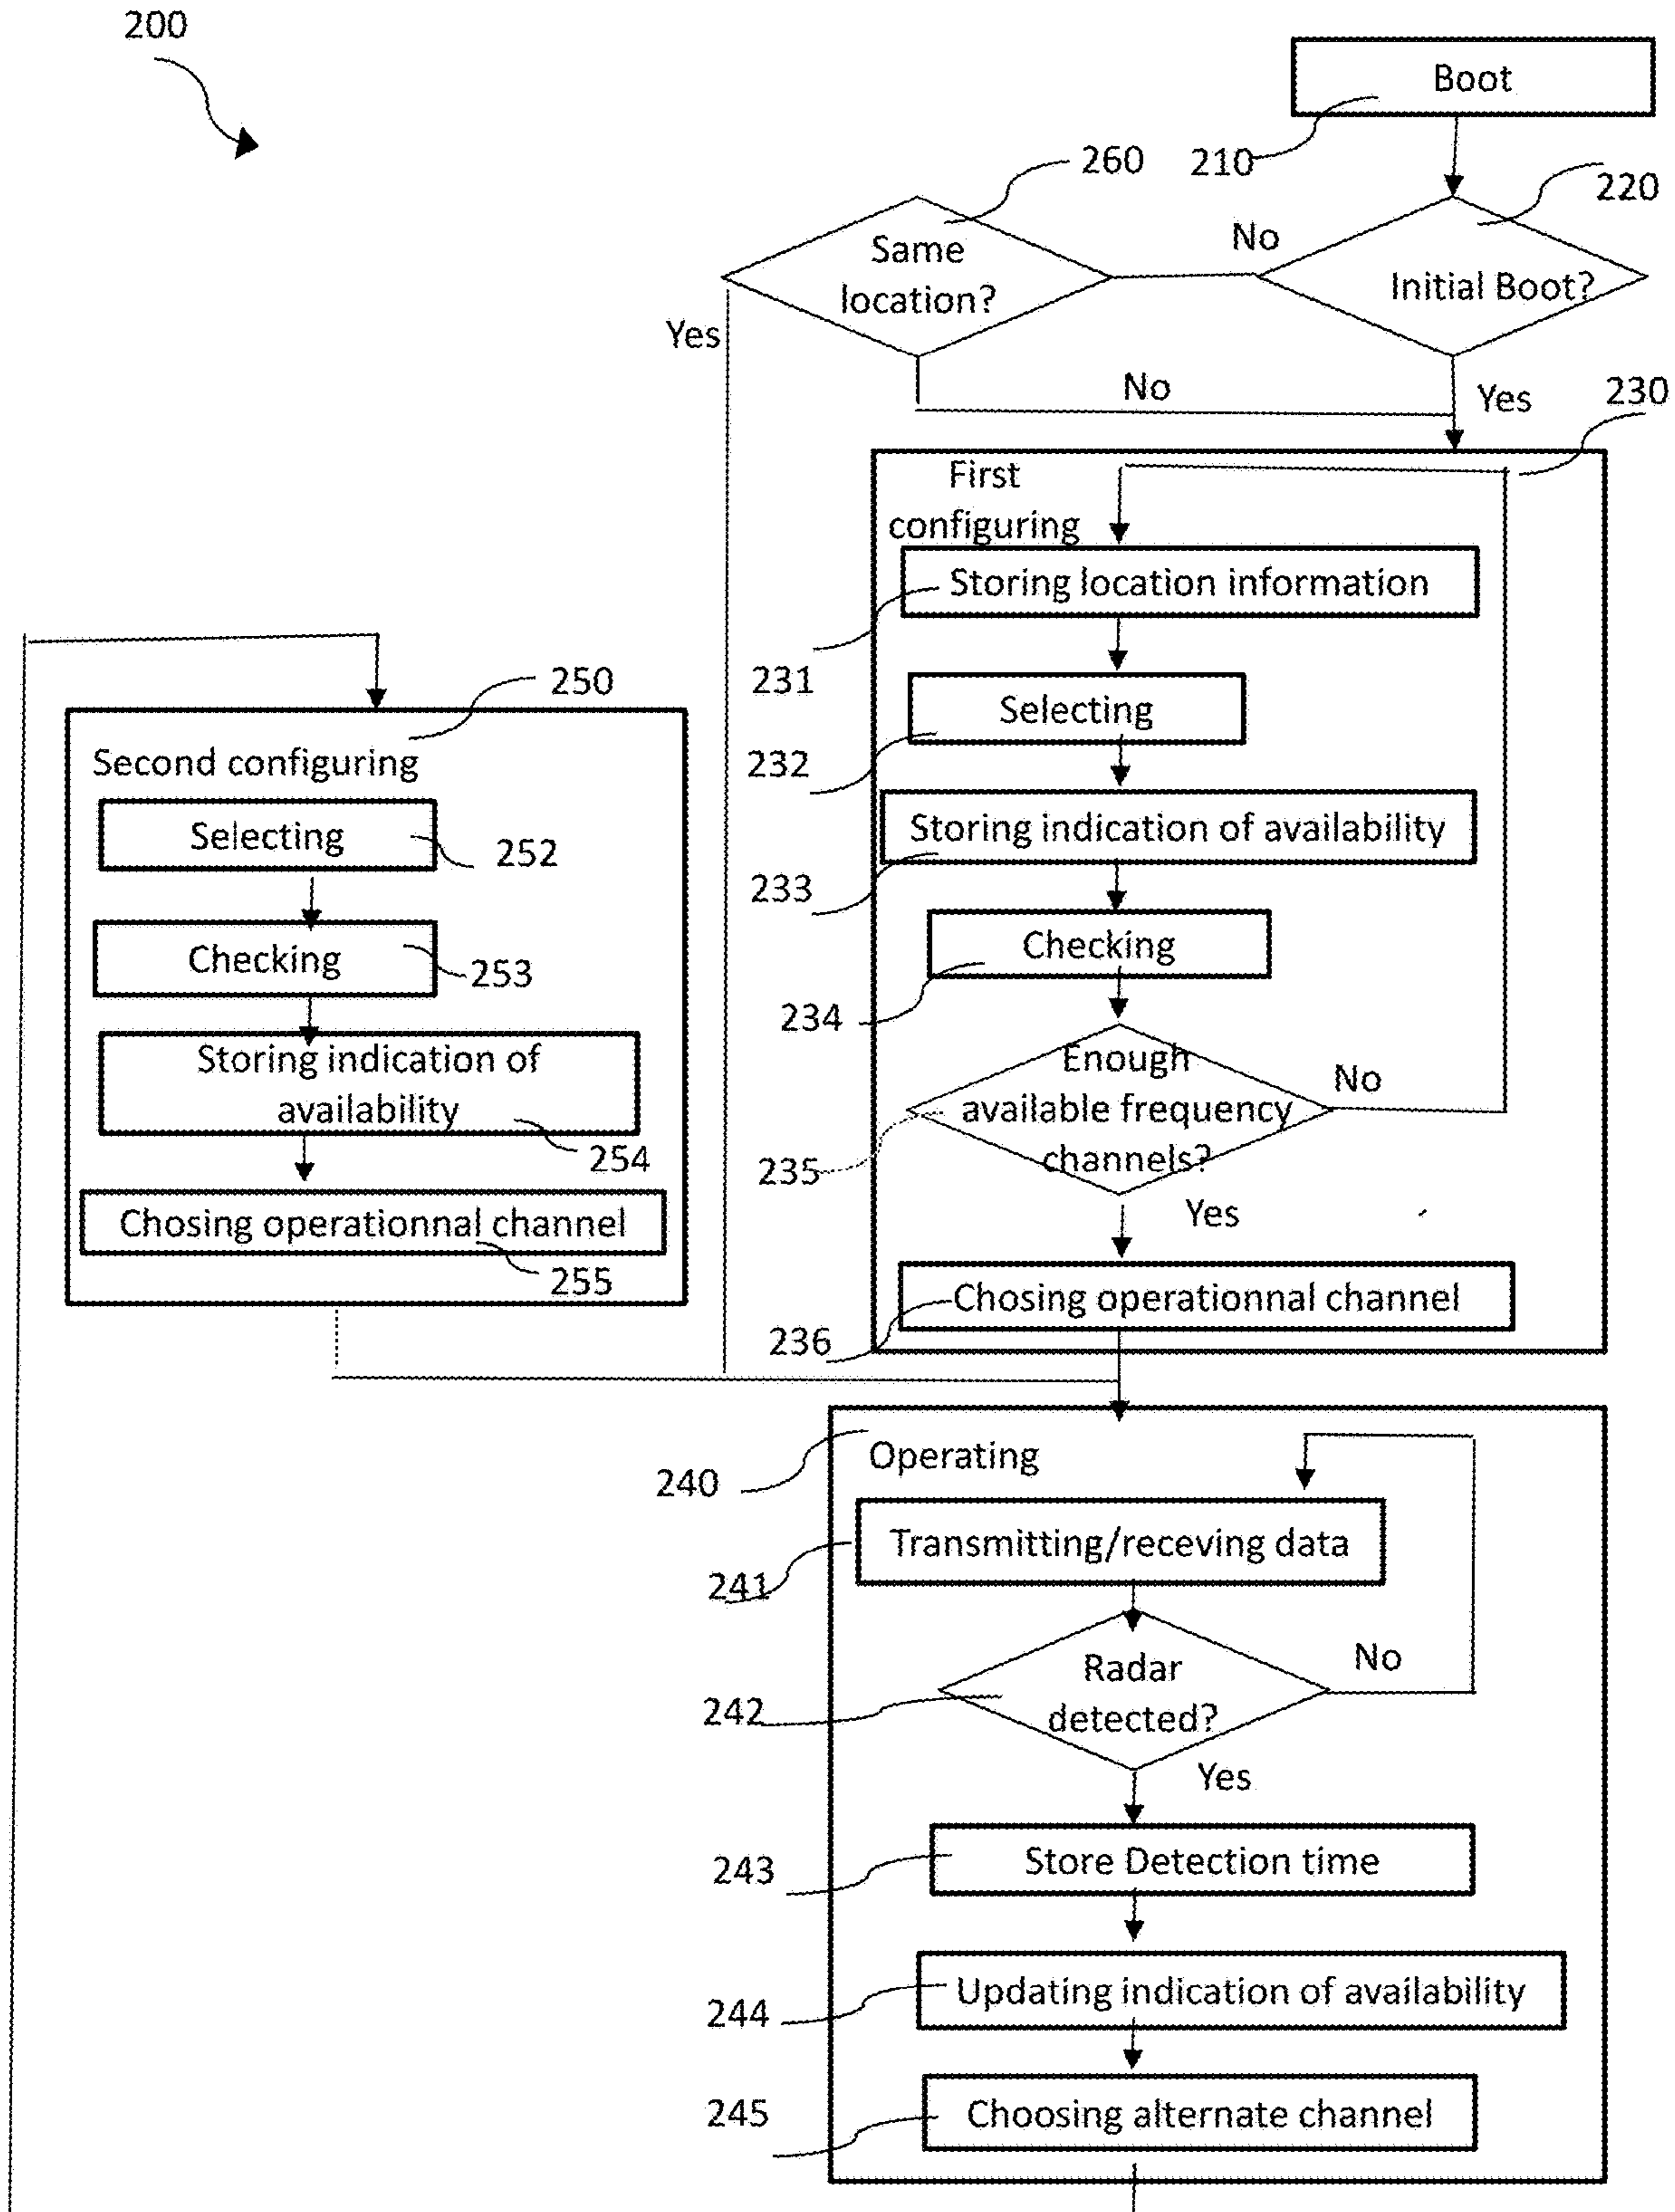 200
Boot
210
260
220
Same
location?
No
Initial Boot?
Yes
No
Yes
230
First
configuring
Storing location information
231
Selecting
232
Storing indication of availability
233
Checking
234
Enough
available frequency
channels?
No
235
Yes
Chosing operationnal channel
236
250
Second configuring
Selecting
252
Checking
253
Storing indication of
availability
254
Chosing operationnal channel
255
240
Operating
Transmitting/receving data
241
Radar
detected?
No
242
Yes
Store Detection time
243
Updating indication of availability
244
Choosing alternate channel
245